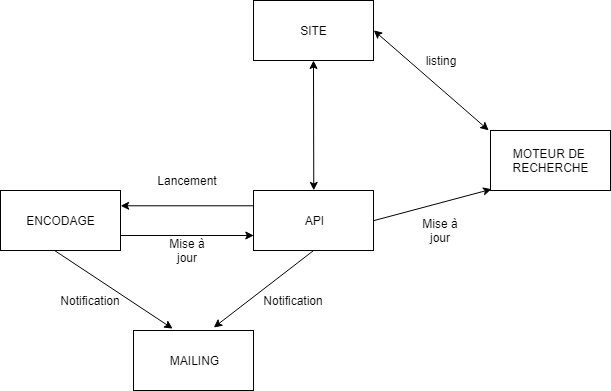 SITE
listing
MOTEUR DE
RECHERCHE
Lancement
ENCODAGE
API
Mise à
jour
Mise à
jour
Notification
Notification
MAILING